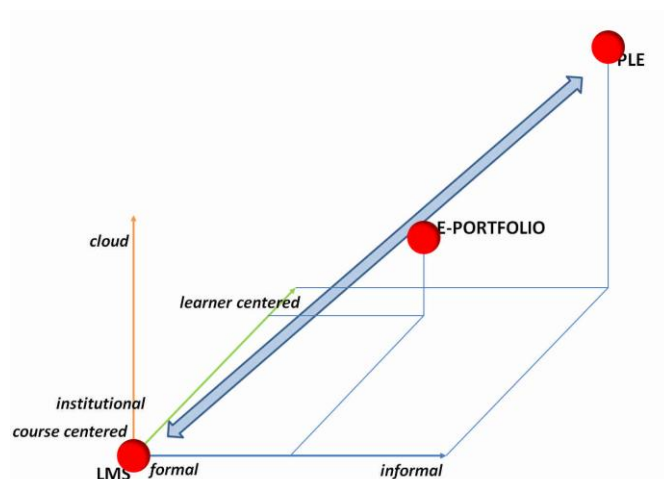 PLE
E-PORTFOLIO
cloud
learner centered
institutional
course centered
LMS
formal
informal